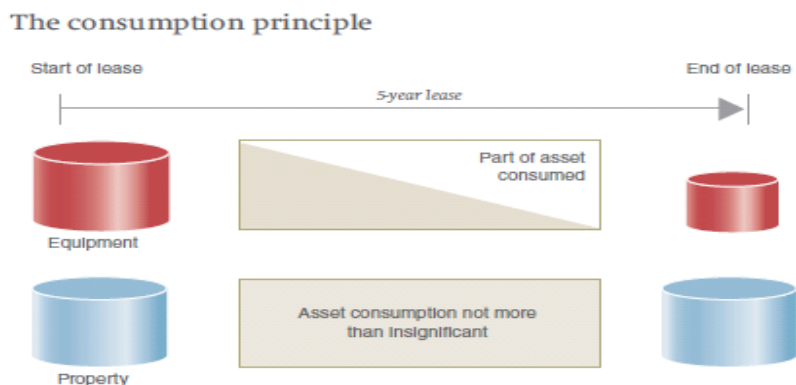 The consumption principle
Start of lease
End of lease
5-year lease
Part of asset
consumed
Equipment
Asset consumption not more
than insignificant
Property